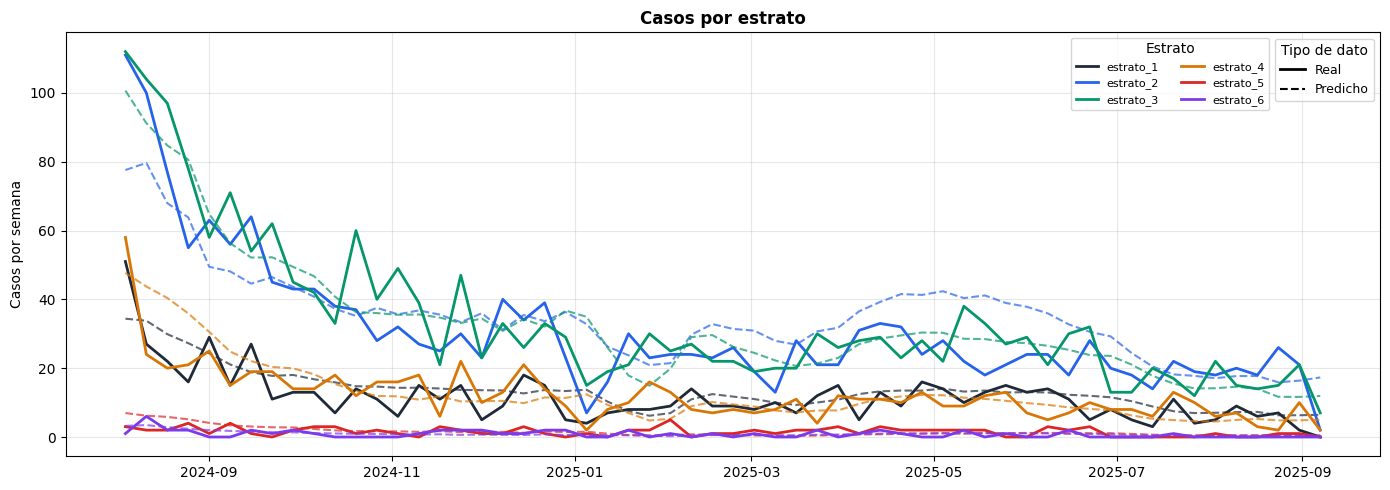 Casos por estrato
Casos por semana
100
80
60
40
20
0
2024-09
2024-11
2025-01
2025-03
2025-05
2025-07
2025-09
Estrato
estrato_1
estrato_2
estrato_3
estrato_4
estrato_5
estrato_6
Tipo de dato
Real
Predicho